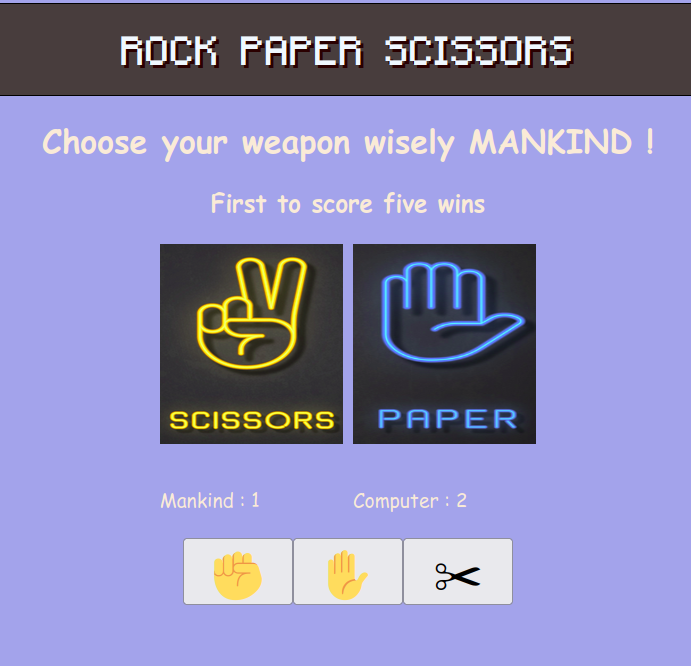 ROCK PAPER SCISSORS
Choose your weapon wisely MANKIND !
First to score five wins
SCISSORS
PAPER
Mankind : 1
Computer : 2